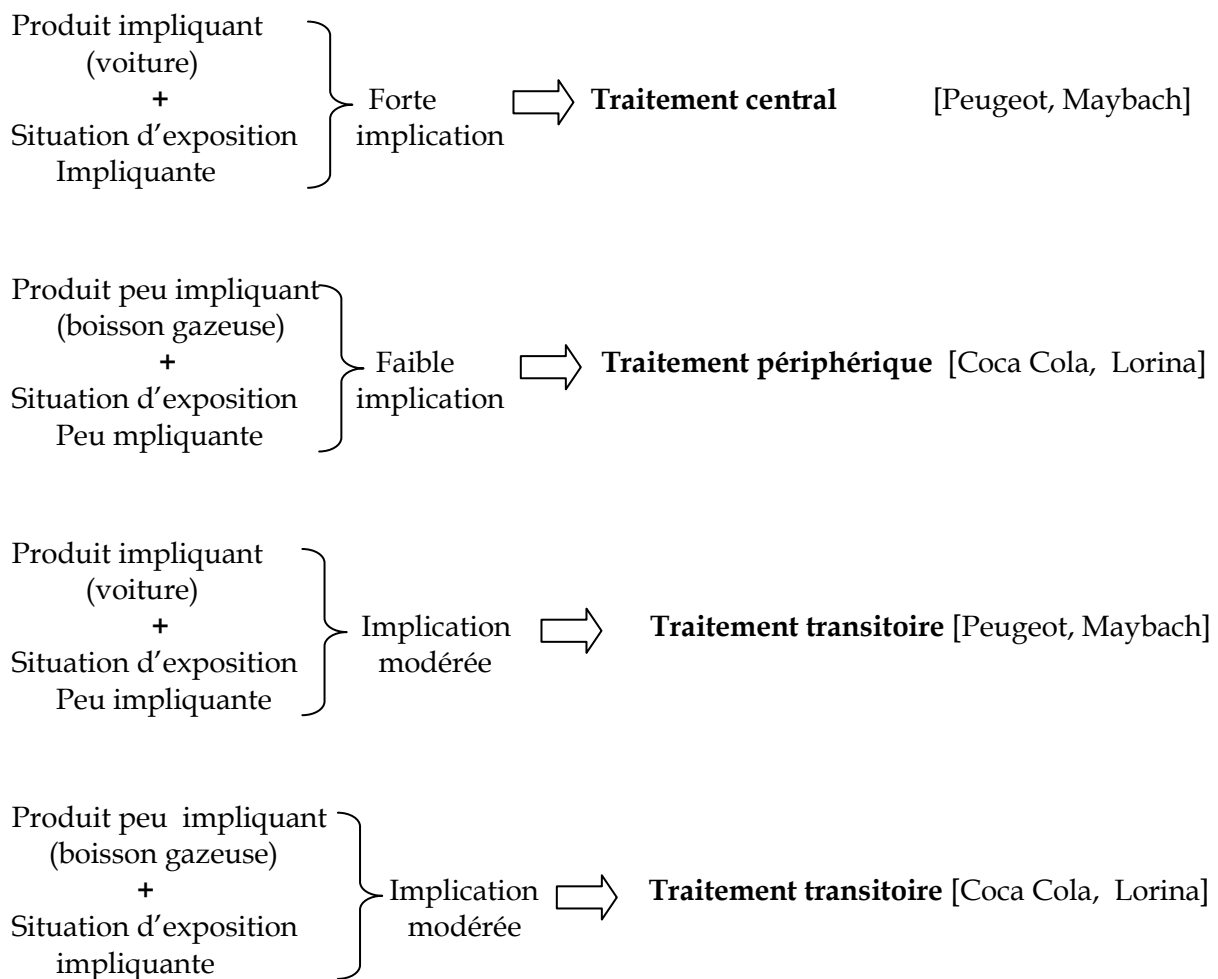 Produit impliquant
(voiture)
+
Situation d'exposition
Impliquante
Forte
implication
Traitement central
[Peugeot, Maybach]
Produit peu impliquant
(boisson gazeuse)
+
Situation d'exposition
Peu mpliquante
Faible
implication
Traitement périphérique [Coca Cola, Lorina]
Produit impliquant
(voiture)
+
Situation d'exposition
Peu impliquante
Implication
modérée
Traitement transitoire [Peugeot, Maybach]
Produit peu impliquant
(boisson gazeuse)
+
Situation d'exposition
impliquante
Implication
modérée
Traitement transitoire [Coca Cola, Lorina]